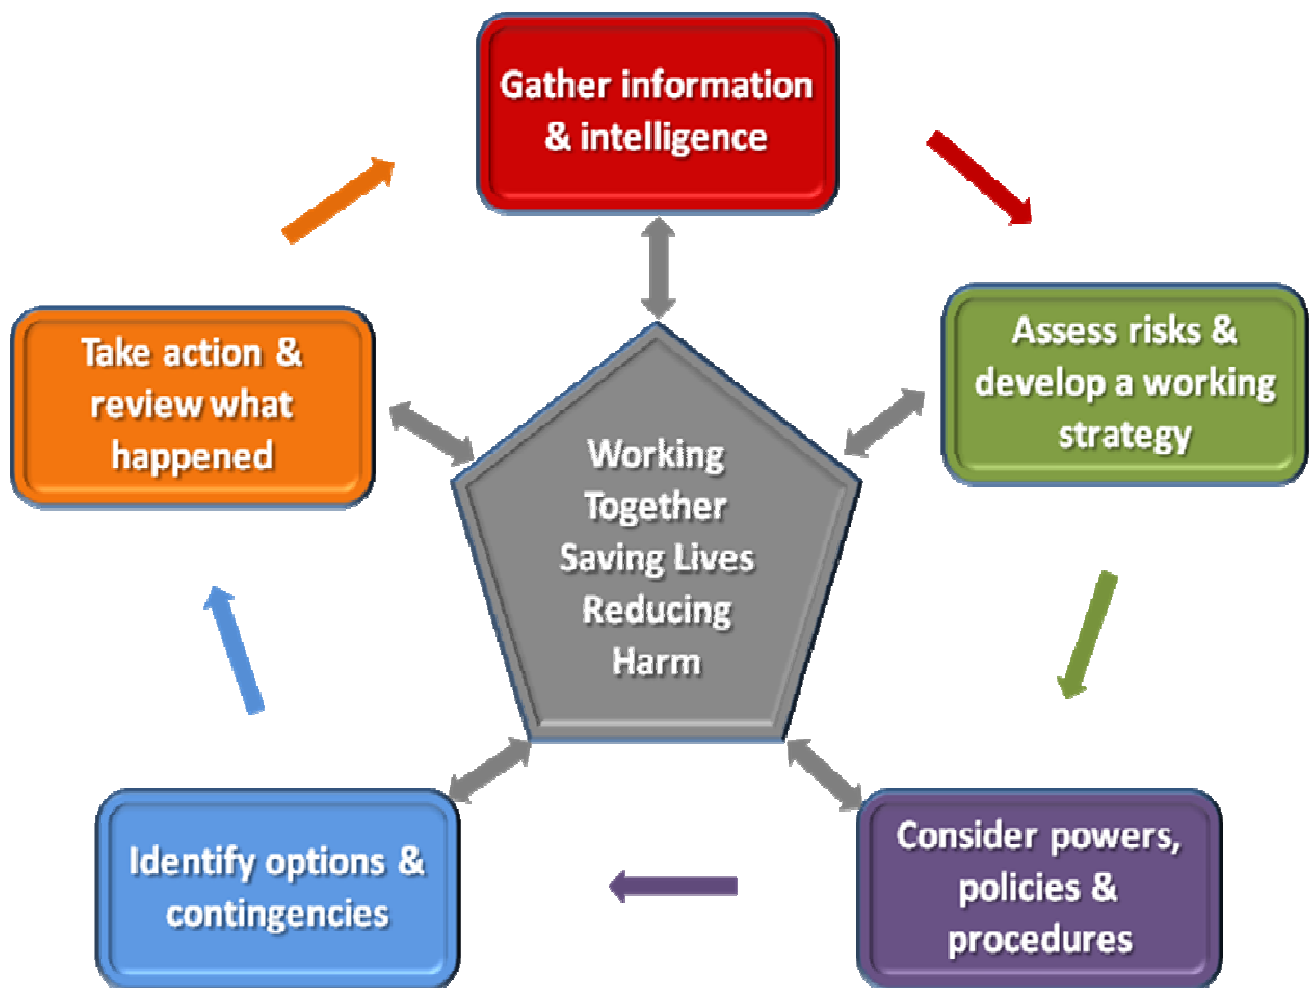 Gather information
& intelligence
Assess risks &
develop a working
strategy
Consider powers,
policies &
procedures
Identify options &
contingencies
Take action &
review what
happened
Working
Together
Saving Lives
Reducing
Harm